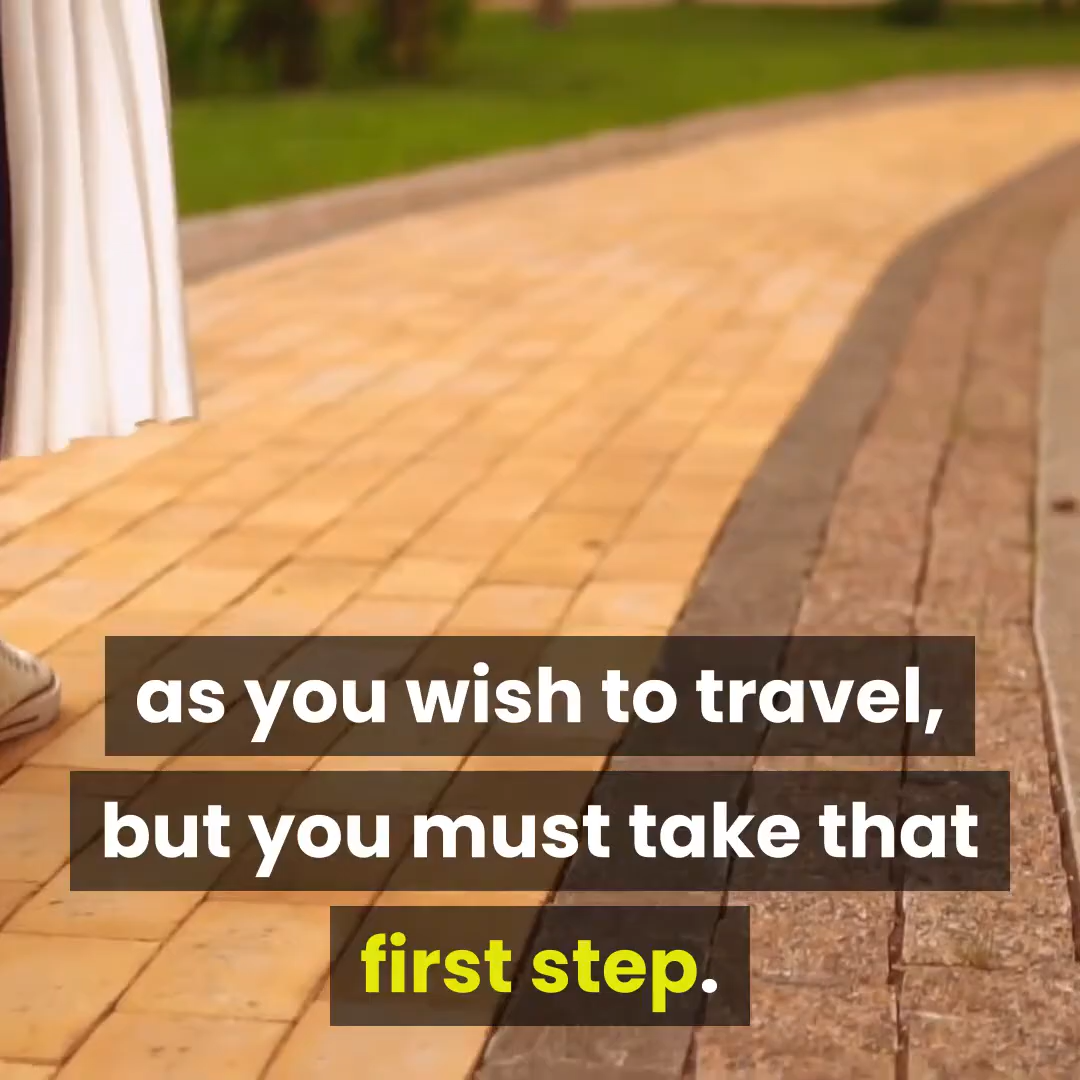 as you wish to travel,
but you must take that
first step.